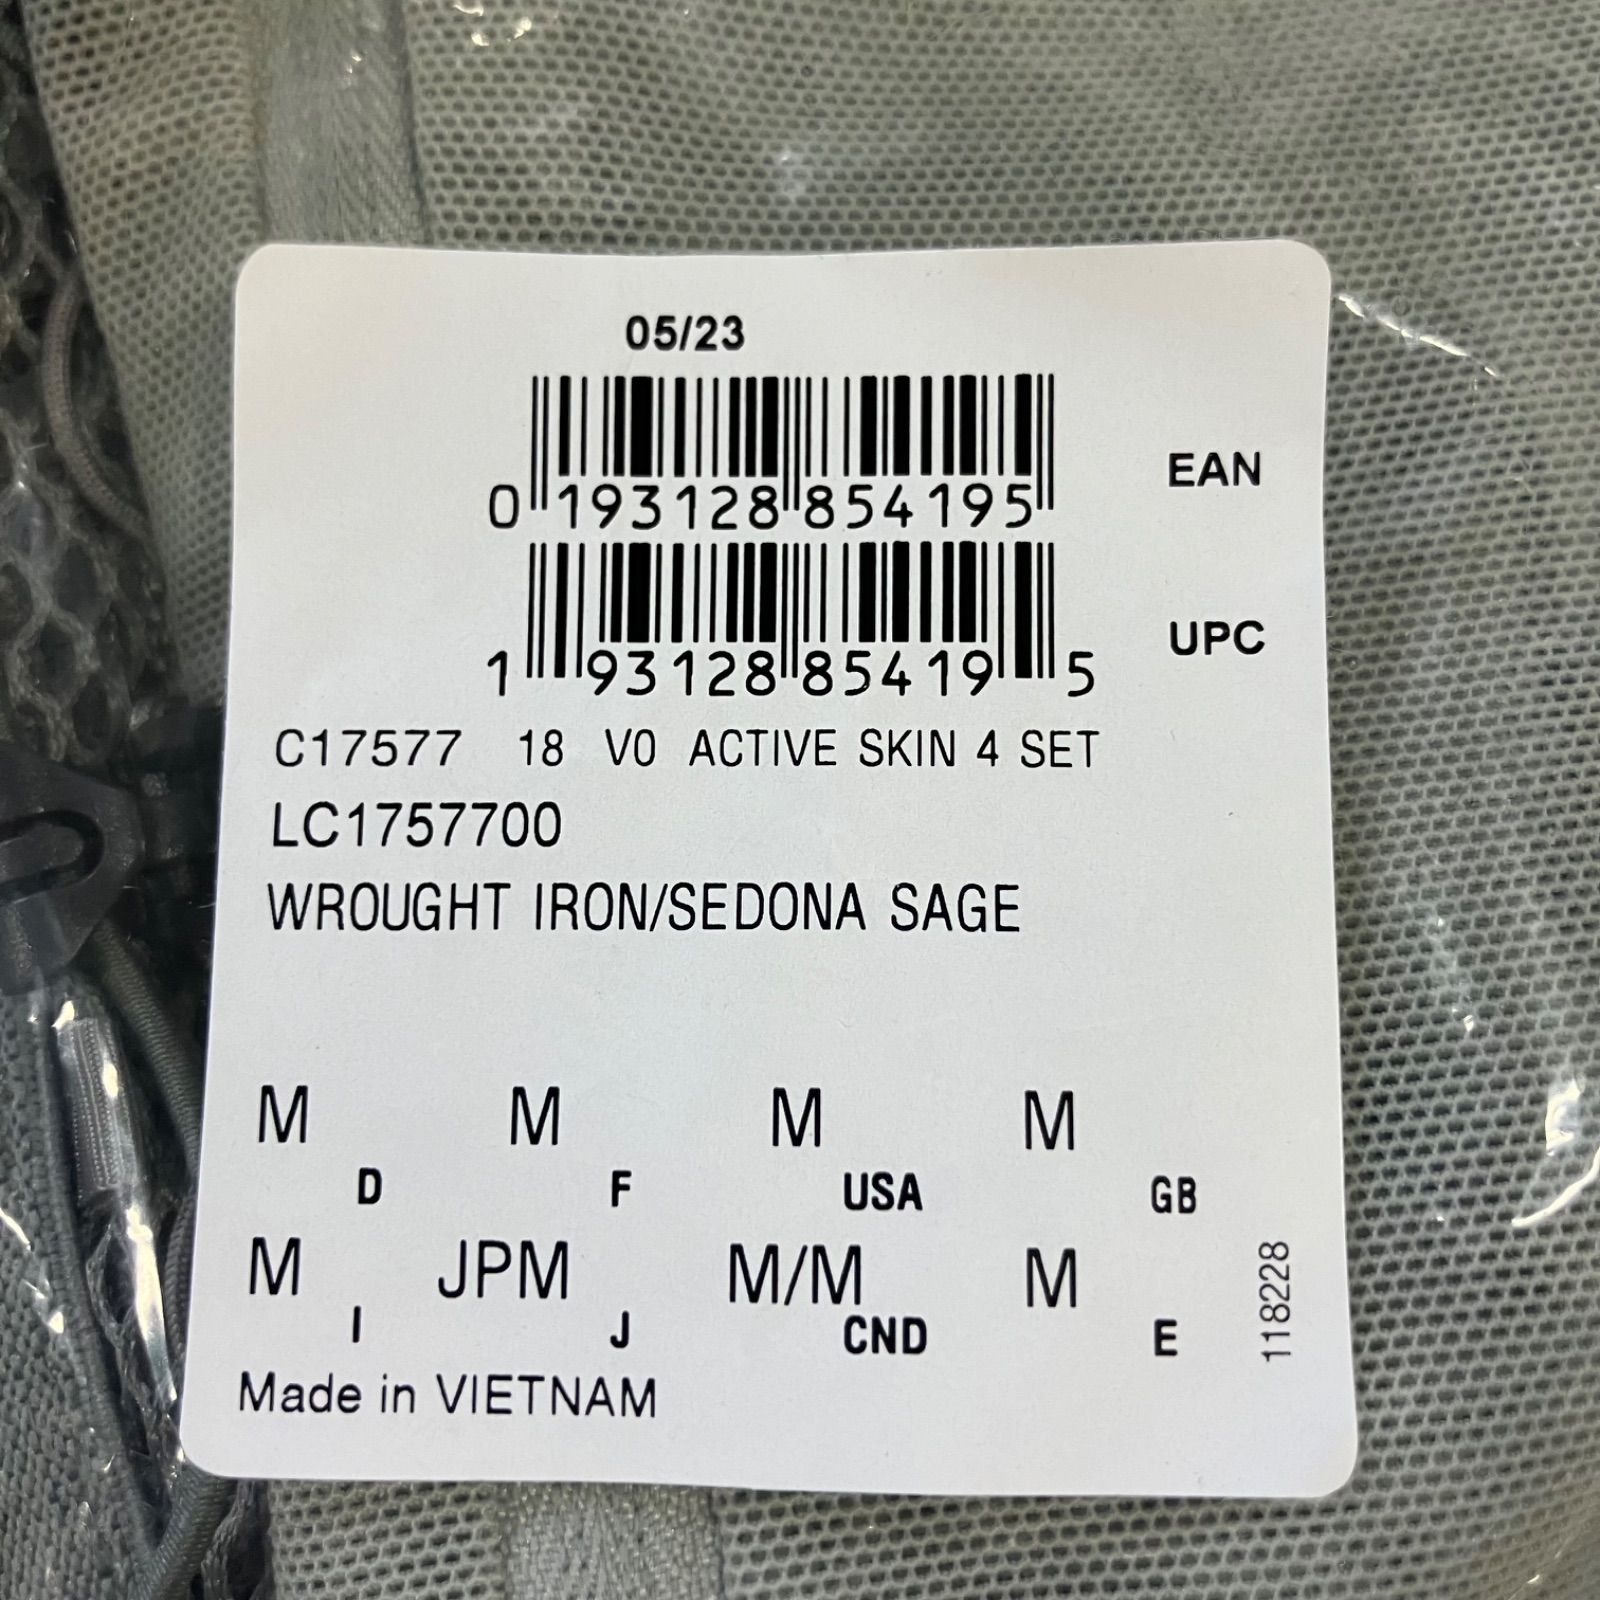 05/23
0 193128 854195 EAN
1 93128 85419 5 UPC
C17577 18 V0 ACTIVE SKIN 4 SET
LC1757700
WROUGHT IRON/SEDONA SAGE
M M M M
D F USA GB
M JPM M/M M
I J CND E
118228
Made in VIETNAM